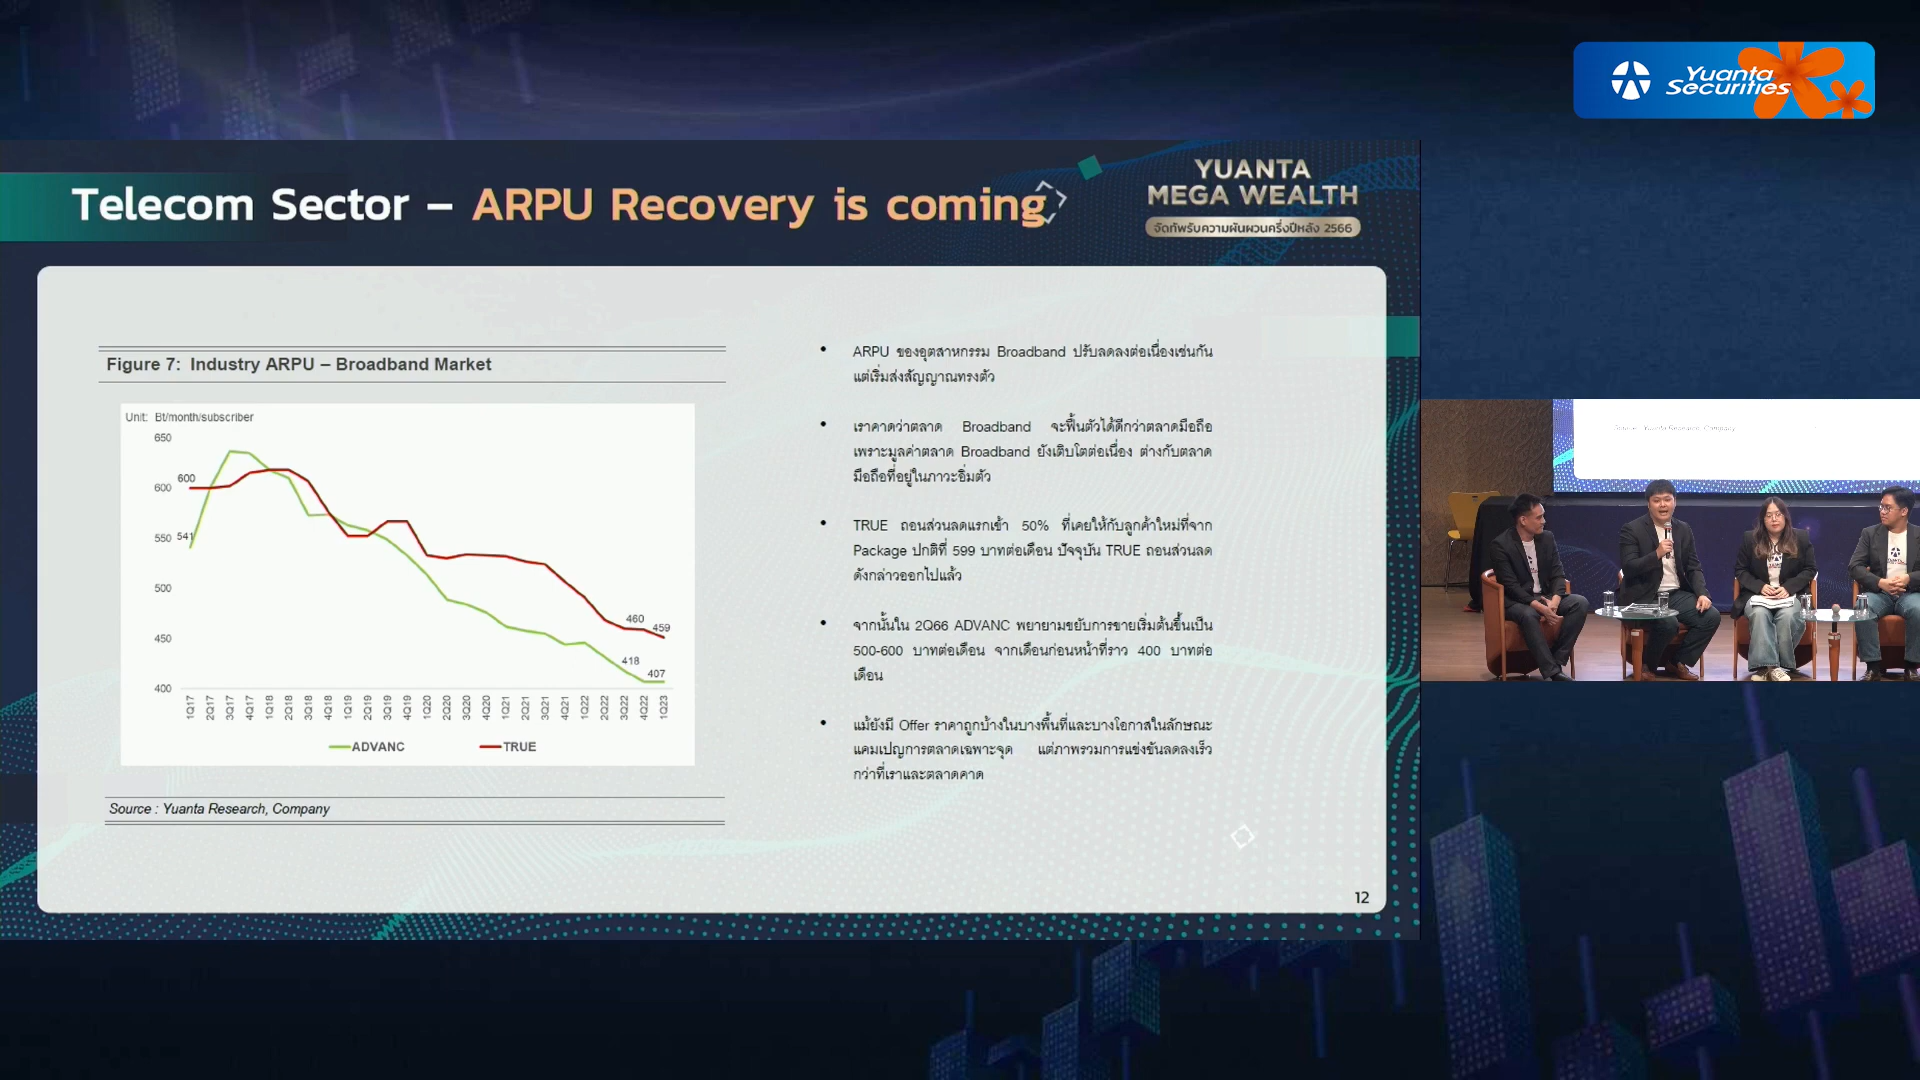 Yuanta
Securities
Telecom Sector – ARPU Recovery is coming
YUANTA
MEGA WEALTH
จัดทัพรับความผันผวนครึ่งปีหลัง 2566
Figure 7: Industry ARPU – Broadband Market
Unit: Bt/month/subscriber
650
600
550
500
450
400
600
541
460
459
418
407
1Q17 2Q17 3Q17 4Q17 1Q18 2Q18 3Q18 4Q18 1Q19 2Q19 3Q19 4Q19 1Q20 2Q20 3Q20 4Q20 1Q21 2Q21 3Q21 4Q21 1Q22 2Q22 3Q22 4Q22 1Q23
ADVANC TRUE
Source : Yuanta Research, Company
• ARPU ของอุตสาหกรรม Broadband ปรับลดลงต่อเนื่องเช่นกัน
แต่เริ่มส่งสัญญาณทรงตัว
• เราคาดว่าตลาด Broadband จะฟื้นตัวได้ดีกว่าตลาดมือถือ
เพราะมูลค่าตลาด Broadband ยังเติบโตต่อเนื่อง ต่างกับตลาด
มือถือที่อยู่ในภาวะอิ่มตัว
• TRUE ถอนส่วนลดแรกเข้า 50% ที่เคยให้กับลูกค้าใหม่ที่จาก
Package ปกติที่ 599 บาทต่อเดือน ปัจจุบัน TRUE ถอนส่วนลด
ดังกล่าวออกไปแล้ว
• จากนั้นใน 2Q66 ADVANC พยายามขยับการขายเริ่มต้นขึ้นเป็น
500-600 บาทต่อเดือน จากเดือนก่อนหน้าที่ราว 400 บาทต่อ
เดือน
• แม้ยังมี Offer ราคาถูกบ้างในบางพื้นที่และบางโอกาสในลักษณะ
แคมเปญการตลาดเฉพาะจุด แต่ภาพรวมการแข่งขันลดลงเร็ว
กว่าที่เราและตลาดคาด
12
Source : Yuanta Research, Company